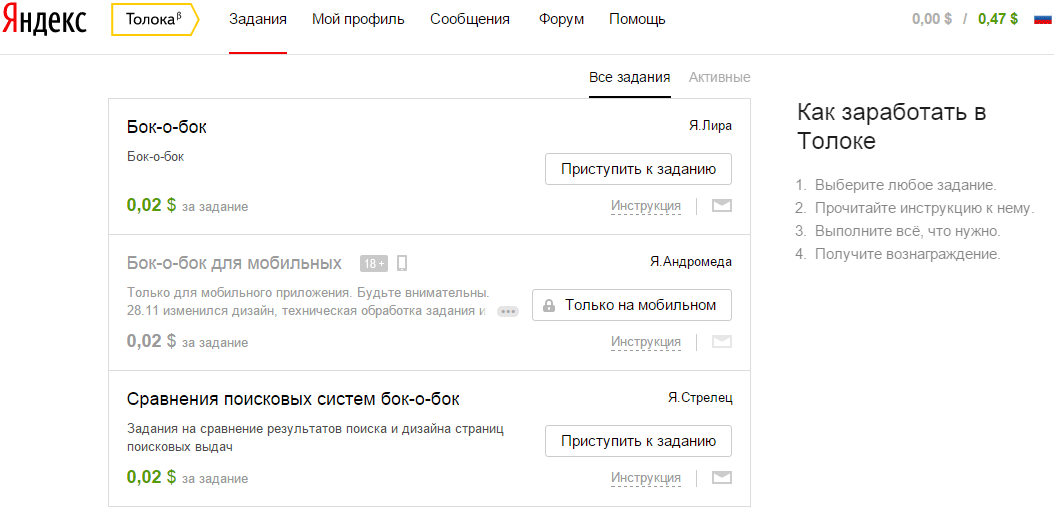 Яндекс Толока β Задания Мой профиль Сообщения Форум Помощь 0,00 $ / 0,47 $
Все задания Активные
Бок-о-бок Я.Лира
Бок-о-бок
Приступить к заданию
0,02 $ за задание Инструкция
Бок-о-бок для мобильных 18+ Я.Андромеда
Только для мобильного приложения. Будьте внимательны.
28.11 изменился дизайн, техническая обработка задания и ...
Только на мобильном
0,02 $ за задание Инструкция
Сравнения поисковых систем бок-о-бок Я.Стрелец
Задания на сравнение результатов поиска и дизайна страниц
поисковых выдач
Приступить к заданию
0,02 $ за задание Инструкция
Как заработать в
Толоке
1. Выберите любое задание.
2. Прочитайте инструкцию к нему.
3. Выполните всё, что нужно.
4. Получите вознаграждение.